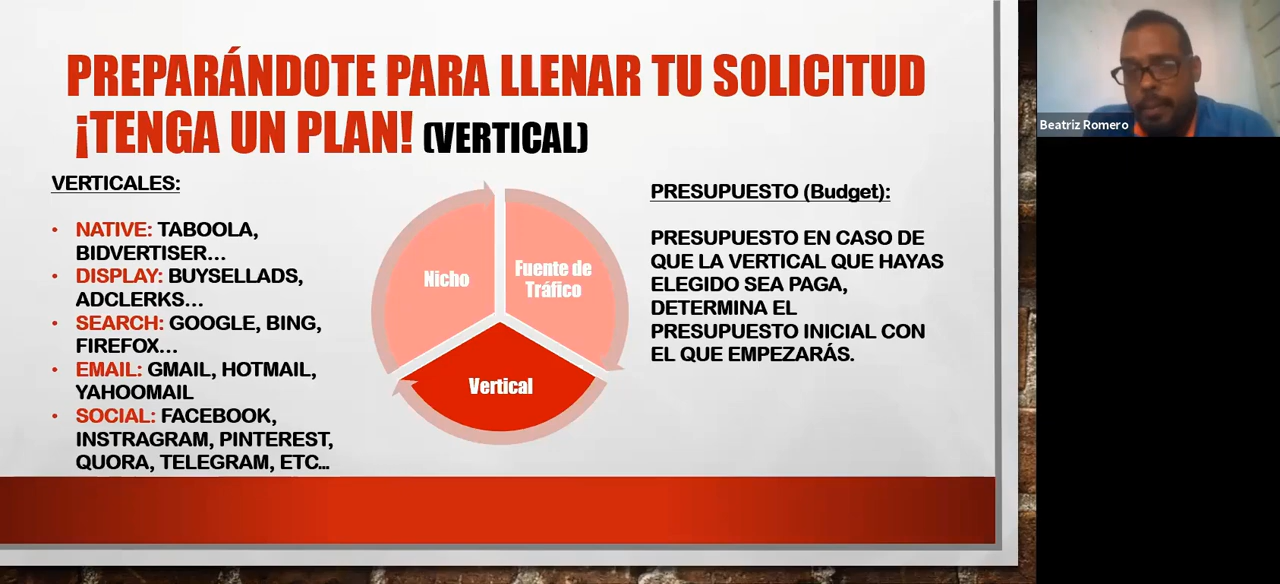 PREPARÁNDOTE PARA LLENAR TU SOLICITUD
¡TENGA UN PLAN! (VERTICAL)
VERTICALES:
• NATIVE: TABOOLA,
BIDVERTISER...
• DISPLAY: BUYSELLADS,
ADCLERKS...
• SEARCH: GOOGLE, BING,
FIREFOX...
• EMAIL: GMAIL, HOTMAIL,
YAHOOMAIL
• SOCIAL: FACEBOOK,
INSTRAGRAM, PINTEREST,
QUORA, TELEGRAM, ETC...
Nicho
Fuente de
Tráfico
Vertical
PRESUPUESTO (Budget):
PRESUPUESTO EN CASO DE
QUE LA VERTICAL QUE HAYAS
ELEGIDO SEA PAGA,
DETERMINA EL
PRESUPUESTO INICIAL CON
EL QUE EMPEZARÁS.
Beatriz Romero